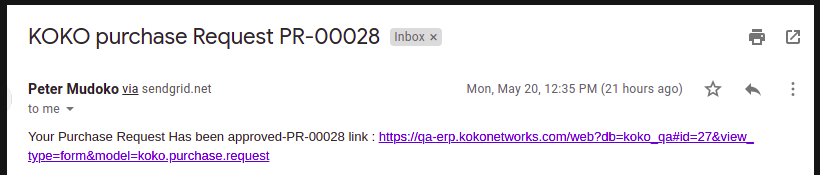 KOKO purchase Request PR-00028 Inbox ×
Peter Mudoko via sendgrid.net Mon, May 20, 12:35 PM (21 hours ago)
to me
Your Purchase Request Has been approved-PR-00028 link : https://qa-erp.kokonetworks.com/web?db=koko_qa#id=27&view_
type=form&model=koko.purchase.request